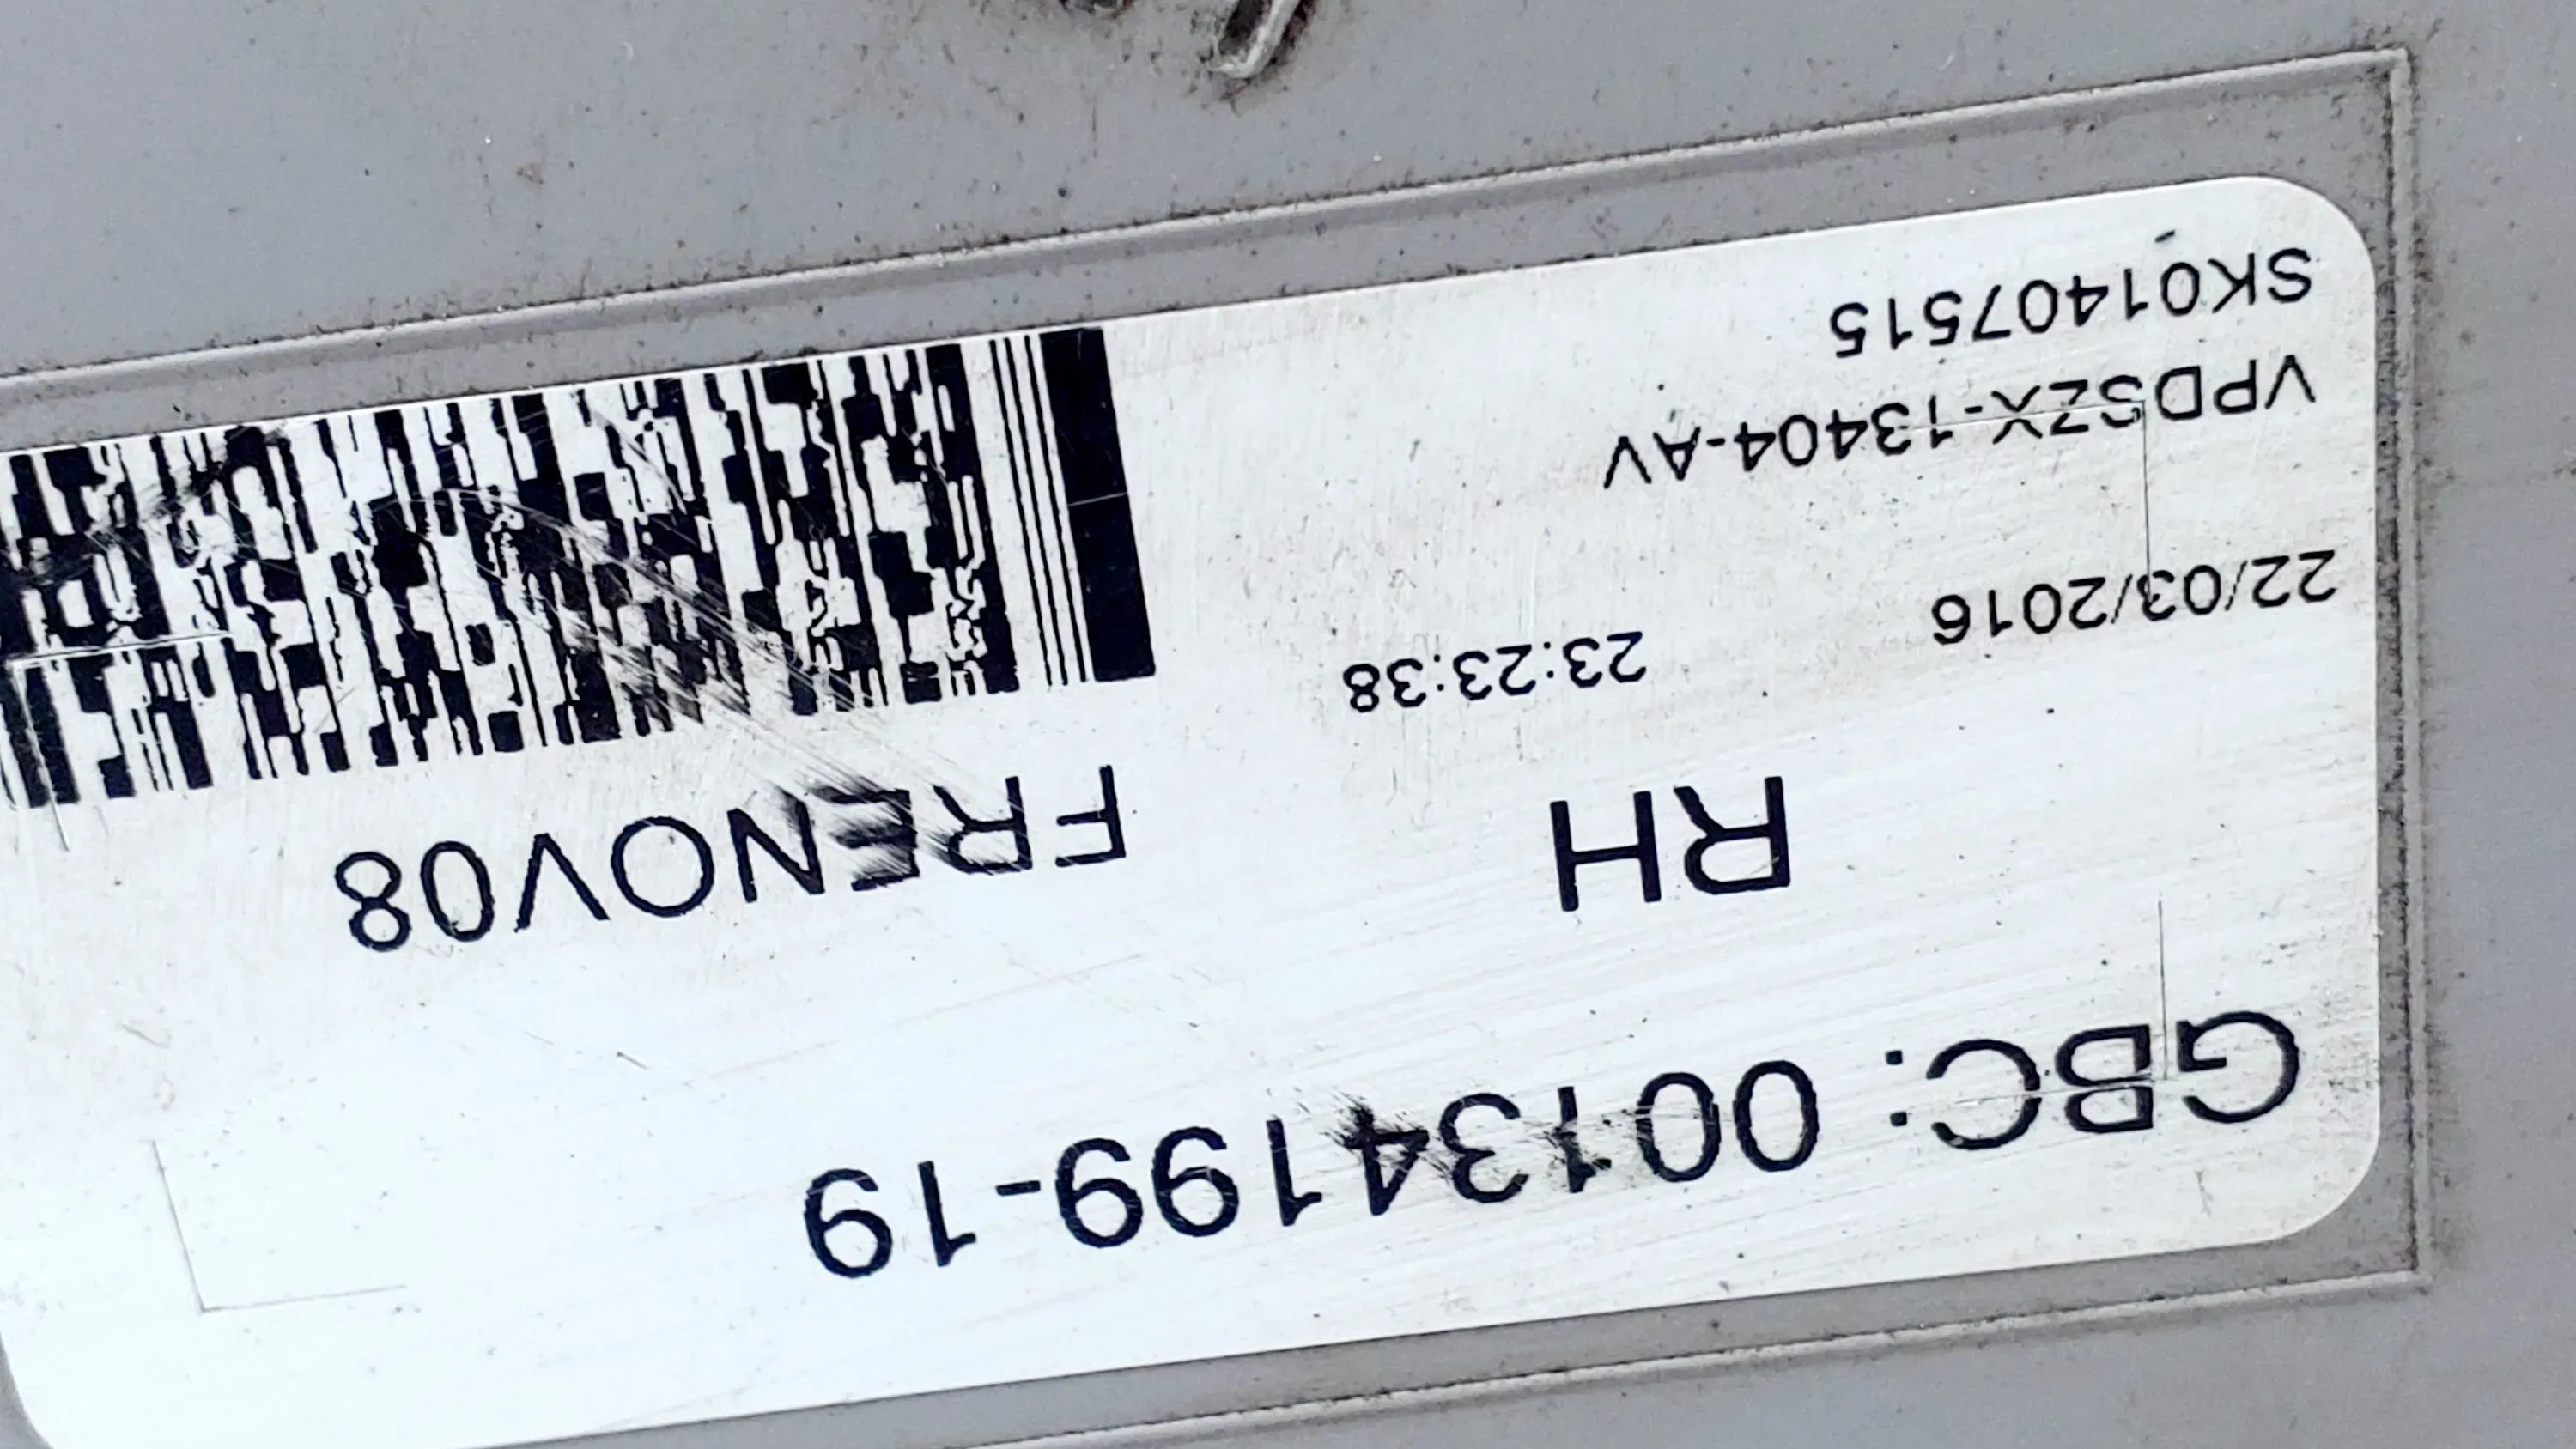 GBC: 00134199-19
RH FRENOV08
22/03/2016 23:23:38
VPDSZX-13404-AV
SK01407515